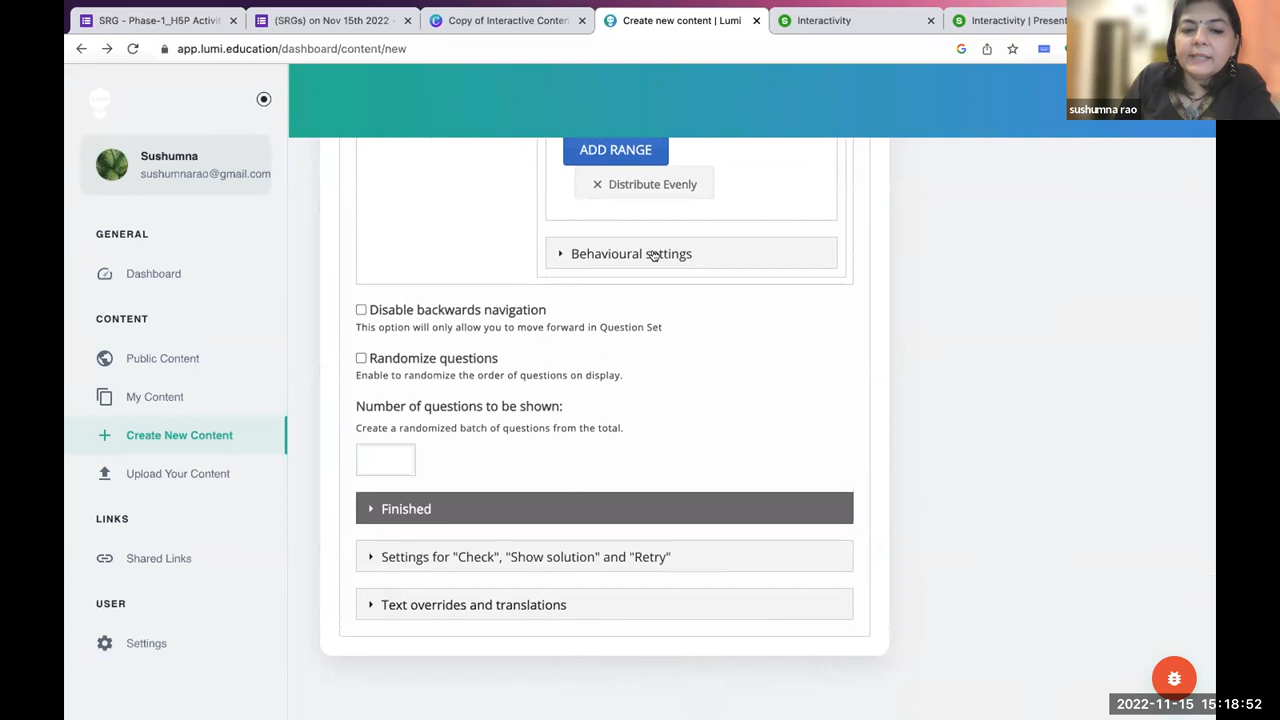 SRG - Phase-1_H5P Activi
(SRGs) on Nov 15th 2022 -
Copy of Interactive Conten
Create new content | Lumi
Interactivity
Interactivity | Present
app.lumi.education/dashboard/content/new
sushumna rao
Sushumna
sushumnarao@gmail.com
GENERAL
Dashboard
CONTENT
Public Content
My Content
Create New Content
Upload Your Content
LINKS
Shared Links
USER
Settings
ADD RANGE
Distribute Evenly
Behavioural settings
Disable backwards navigation
This option will only allow you to move forward in Question Set
Randomize questions
Enable to randomize the order of questions on display.
Number of questions to be shown:
Create a randomized batch of questions from the total.
Finished
Settings for "Check", "Show solution" and "Retry"
Text overrides and translations
2022-11-15 15:18:52